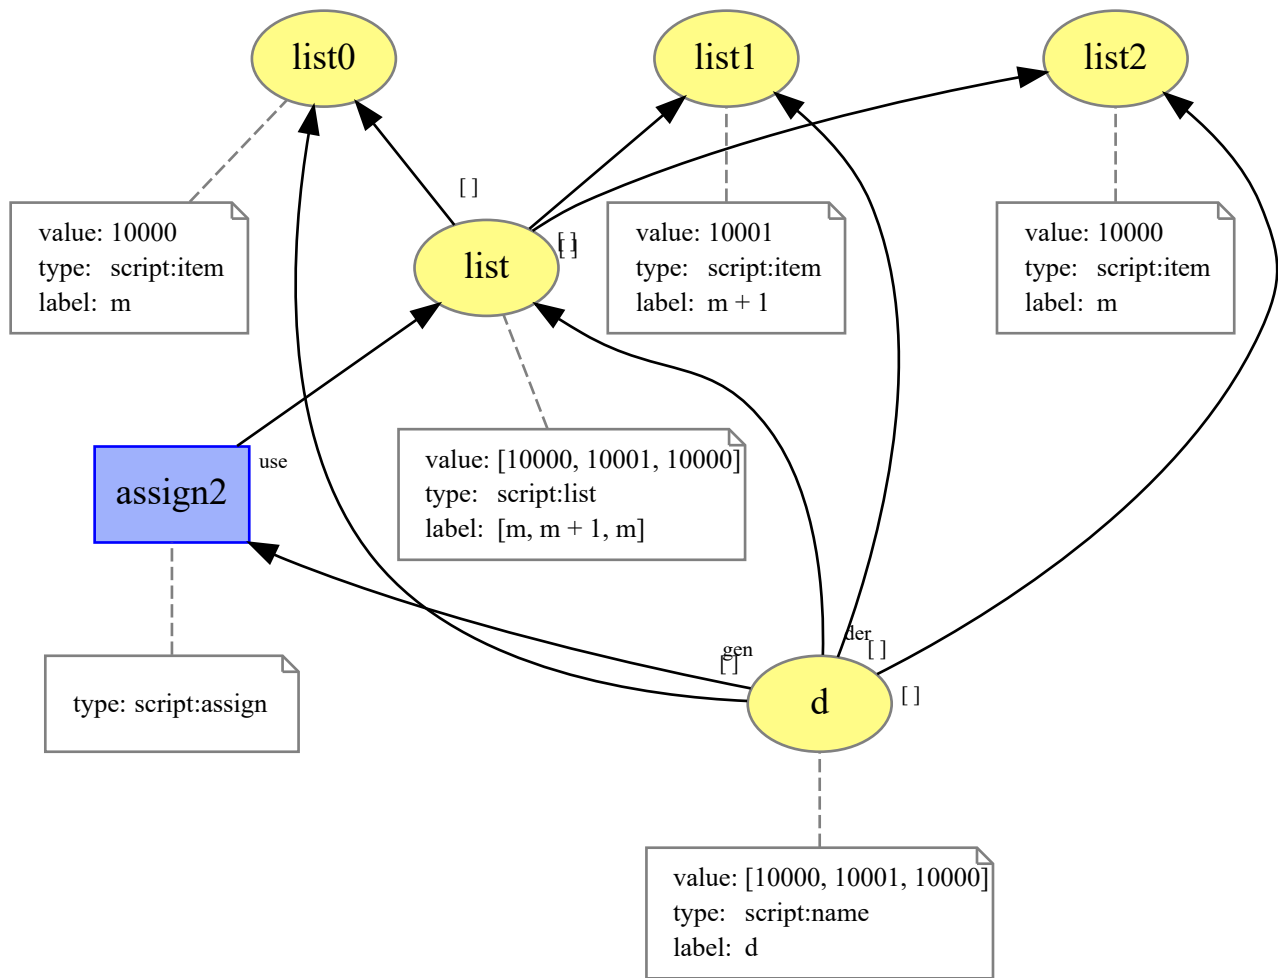 list0
list1
list2
[ ]
value: 10000
type: script:item
label: m
list
[ ]
[ ]
value: 10001
type: script:item
label: m + 1
value: 10000
type: script:item
label: m
use
assign2
value: [10000, 10001, 10000]
type: script:list
label: [m, m + 1, m]
gen
[ ]
der
[ ]
[ ]
type: script:assign
d
value: [10000, 10001, 10000]
type: script:name
label: d